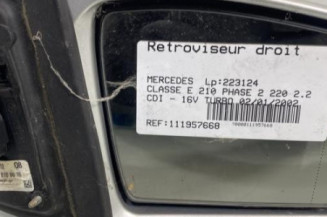 Retroviseur droit
MERCEDES Lp:223124
CLASSE E 210 PHASE 2 220 2.2
CDI - 16V TURBO 02/01/2002
REF:111957668